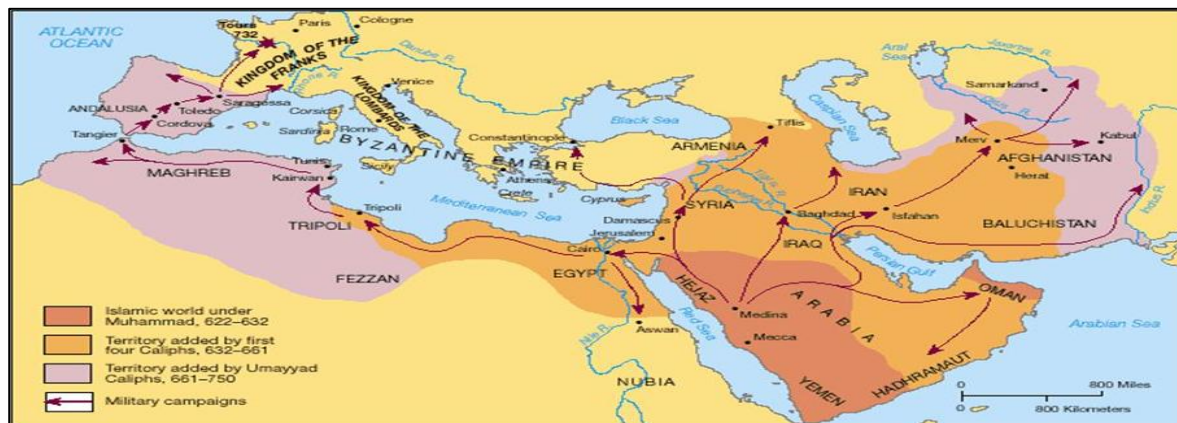 ATLANTIC
OCEAN
Tours
732
Paris
Cologne
KINGDOM OF THE
FRANKS
Rhone R.
Danube R.
Venice
KINGDOM OF THE
LOMBARDS
ANDALUSIA
Saragossa
Toledo
Cordova
Tangier
Corsica
Sardinia
Rome
Sicily
BYZANTINE EMPIRE
Constantinople
Athens
Crete
Cyprus
Black Sea
Caspian Sea
Aral
Sea
Jaxartes R.
Oxus R.
Samarkand
Tiflis
ARMENIA
Merv
Kabul
AFGHANISTAN
Herat
IRAN
Isfahan
BALUCHISTAN
Indus R.
Tigris R.
Euphrates R.
SYRIA
Damascus
Jerusalem
Baghdad
IRAQ
Persian Gulf
MAGHREB
Tunis
Kairwan
Tripoli
TRIPOLI
FEZZAN
Mediterranean Sea
Cairo
EGYPT
Aswan
Nile R.
NUBIA
Red Sea
HEJAZ
Medina
Mecca
ARABIA
YEMEN
HADHRAMAUT
OMAN
Arabian Sea
Islamic world under
Muhammad, 622–632
Territory added by first
four Caliphs, 632–661
Territory added by Umayyad
Caliphs, 661–750
Military campaigns
0 800 Miles
0 800 Kilometers